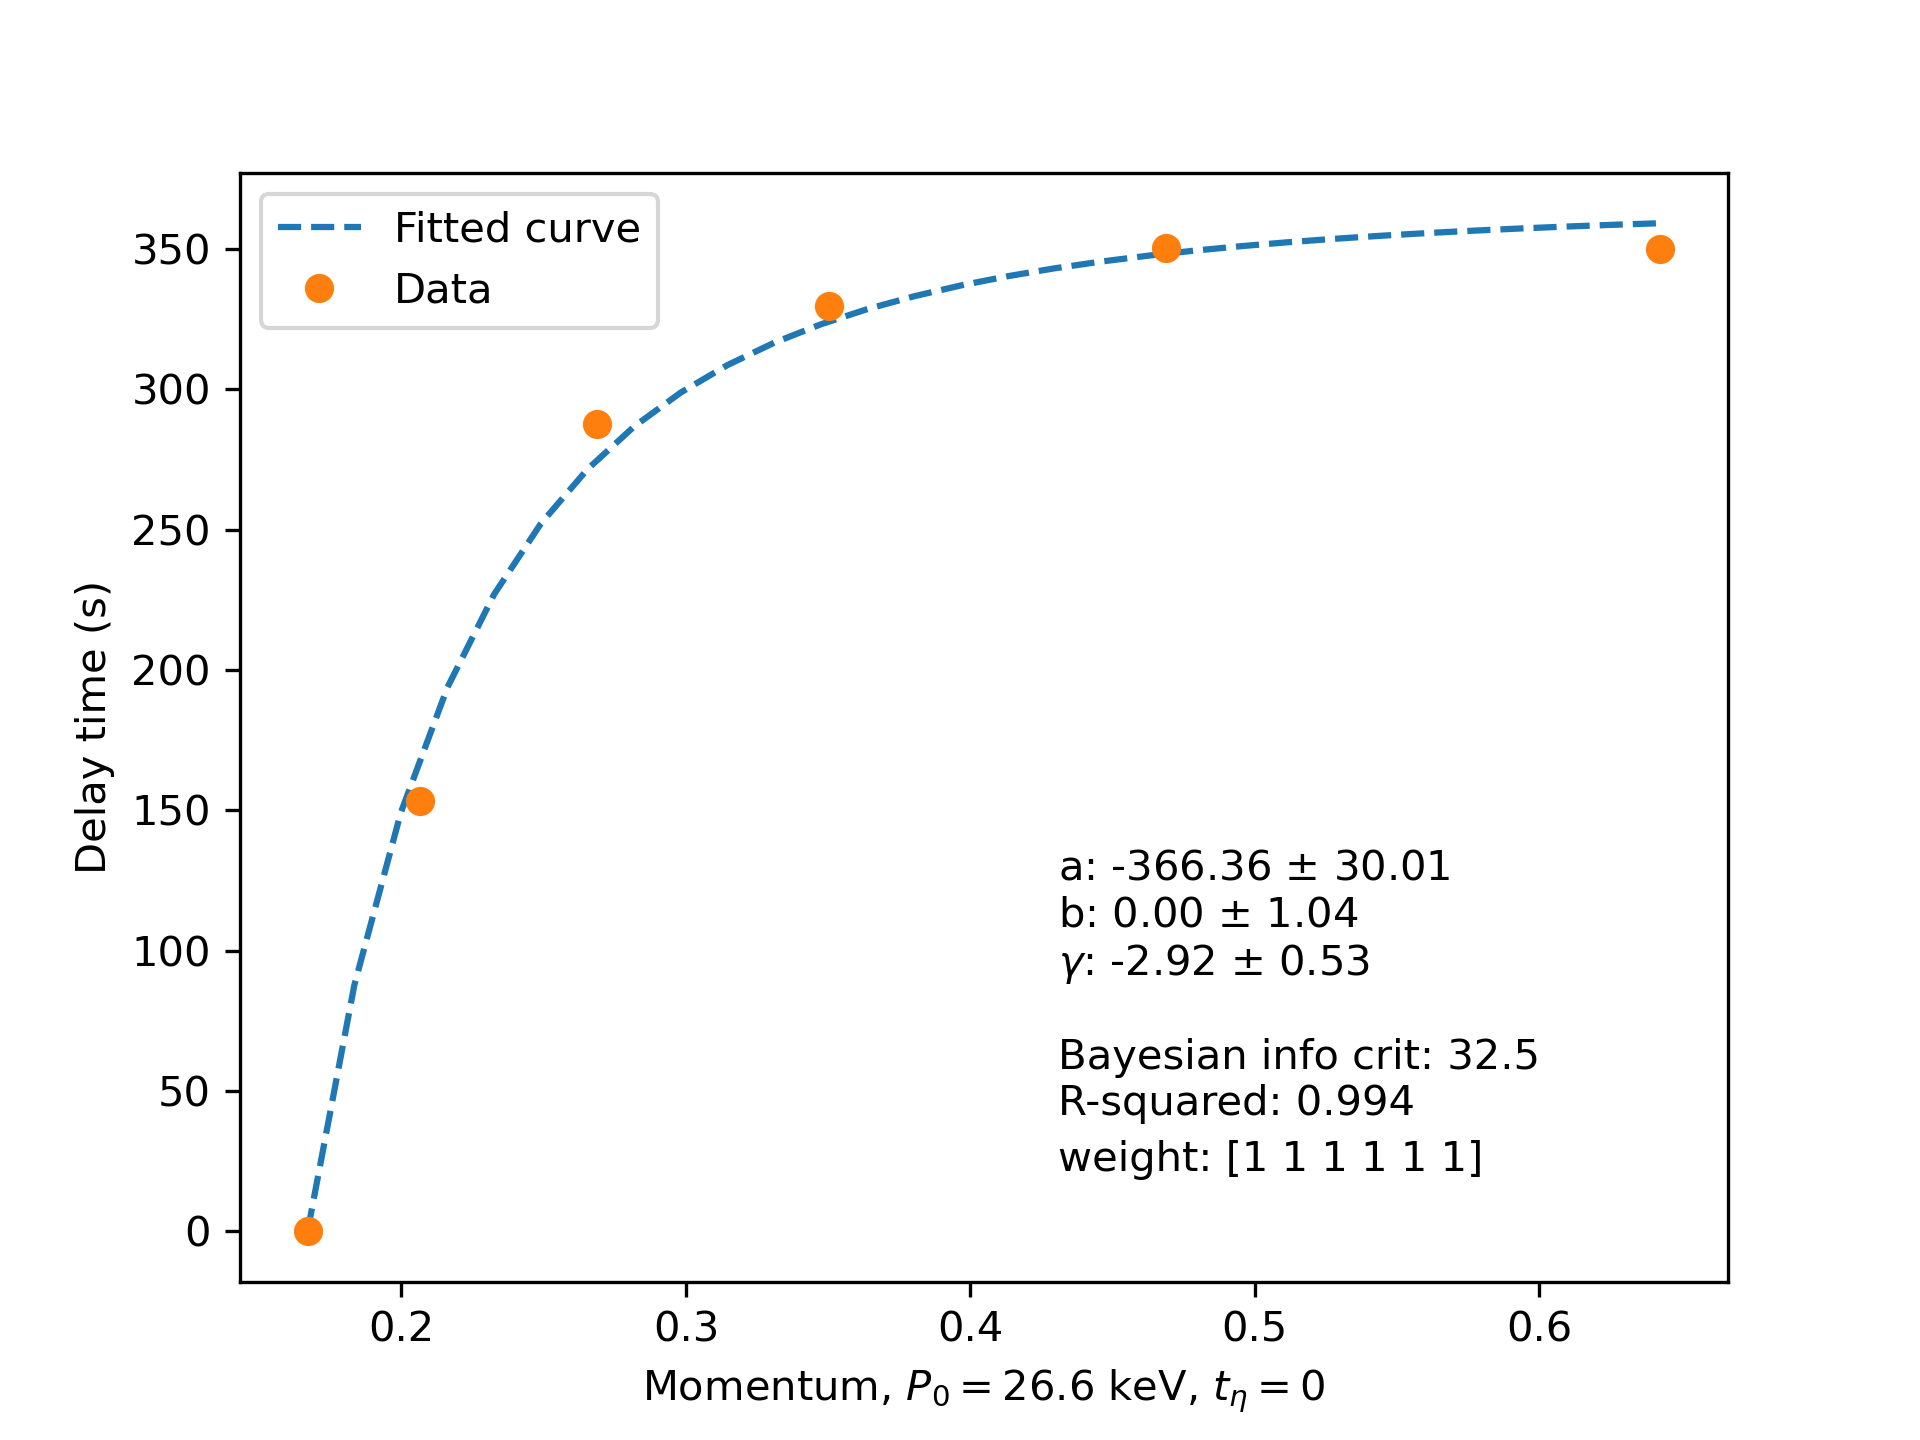 Fitted curve
Data
350
300
250
200
150
100
50
0
Delay time (s)
a: -366.36 ± 30.01
b: 0.00 ± 1.04
γ: -2.92 ± 0.53
Bayesian info crit: 32.5
R-squared: 0.994
weight: [1 1 1 1 1 1]
0.2 0.3 0.4 0.5 0.6
Momentum, P₀ = 26.6 keV, t_η = 0